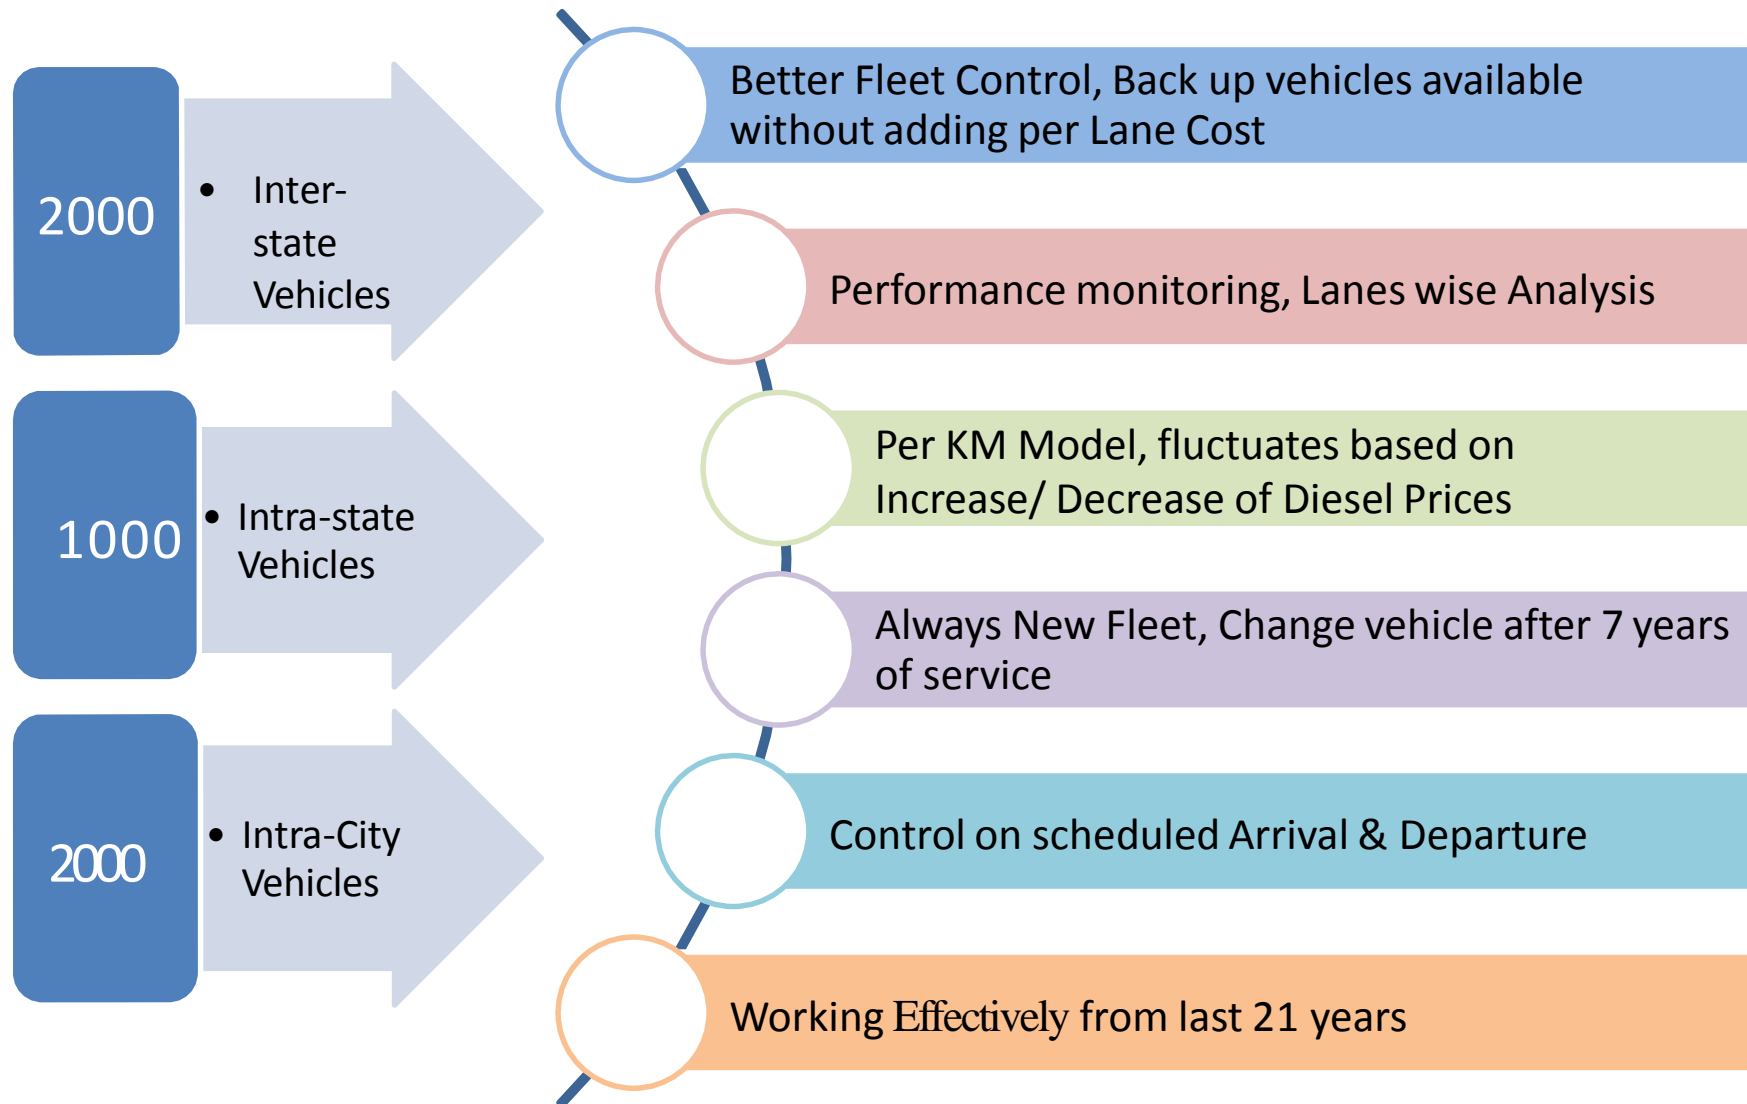 2000
• Inter-
state
Vehicles
1000
• Intra-state
Vehicles
2000
• Intra-City
Vehicles
Better Fleet Control, Back up vehicles available
without adding per Lane Cost
Performance monitoring, Lanes wise Analysis
Per KM Model, fluctuates based on
Increase/ Decrease of Diesel Prices
Always New Fleet, Change vehicle after 7 years
of service
Control on scheduled Arrival & Departure
Working Effectively from last 21 years